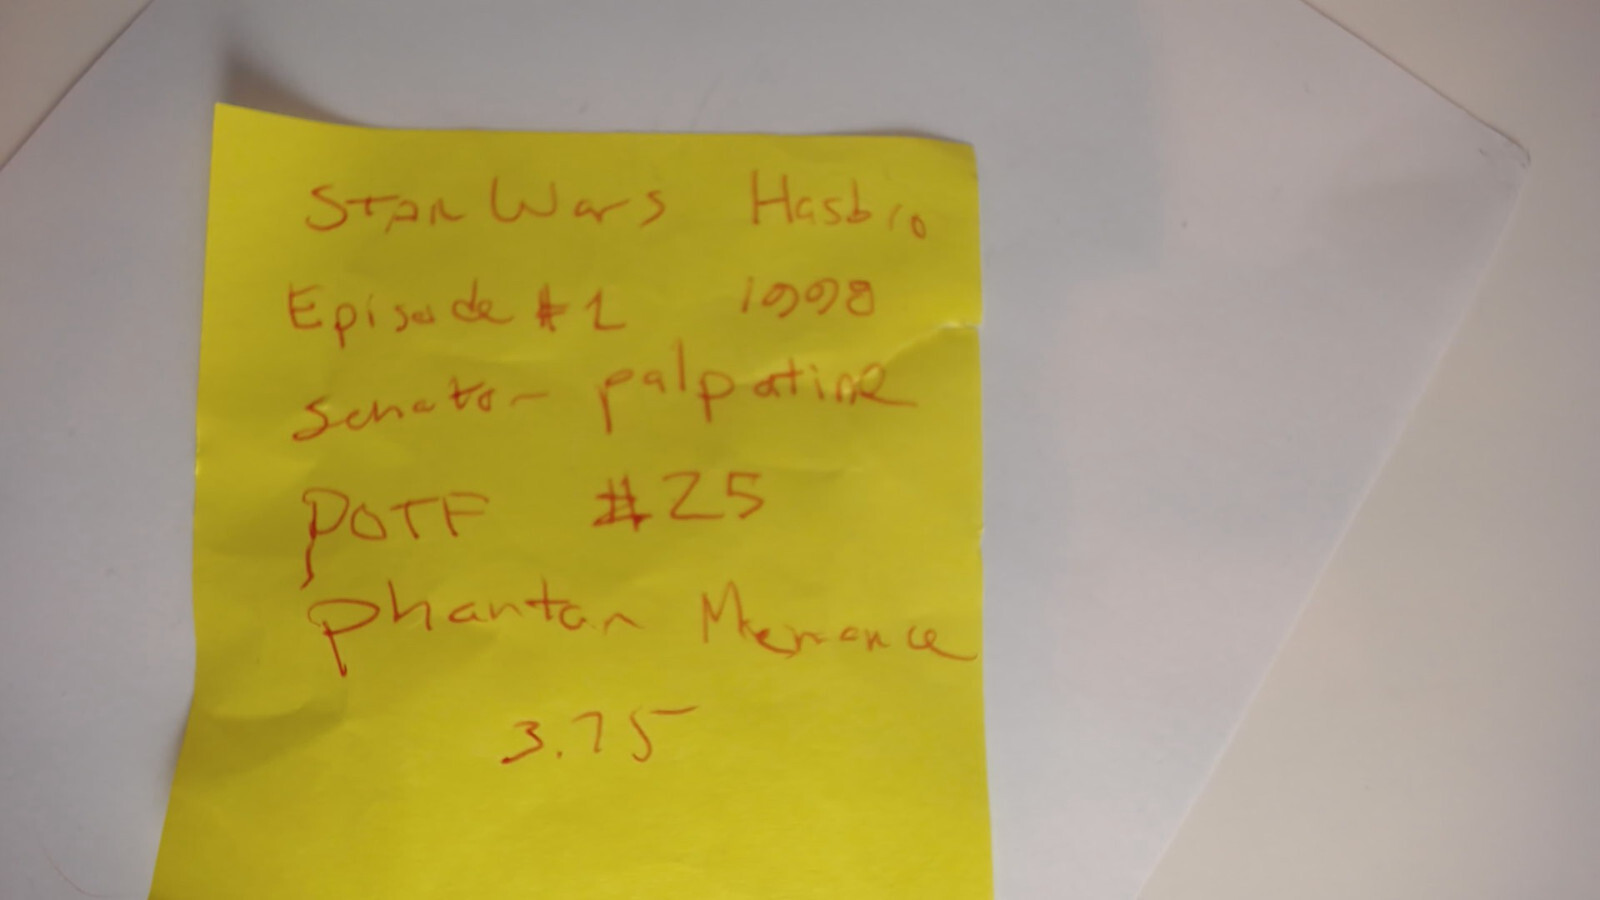 Star Wars Hasbro
Episode #1 1998
Senator palpatine
POTF #25
phantom Menance
3.75